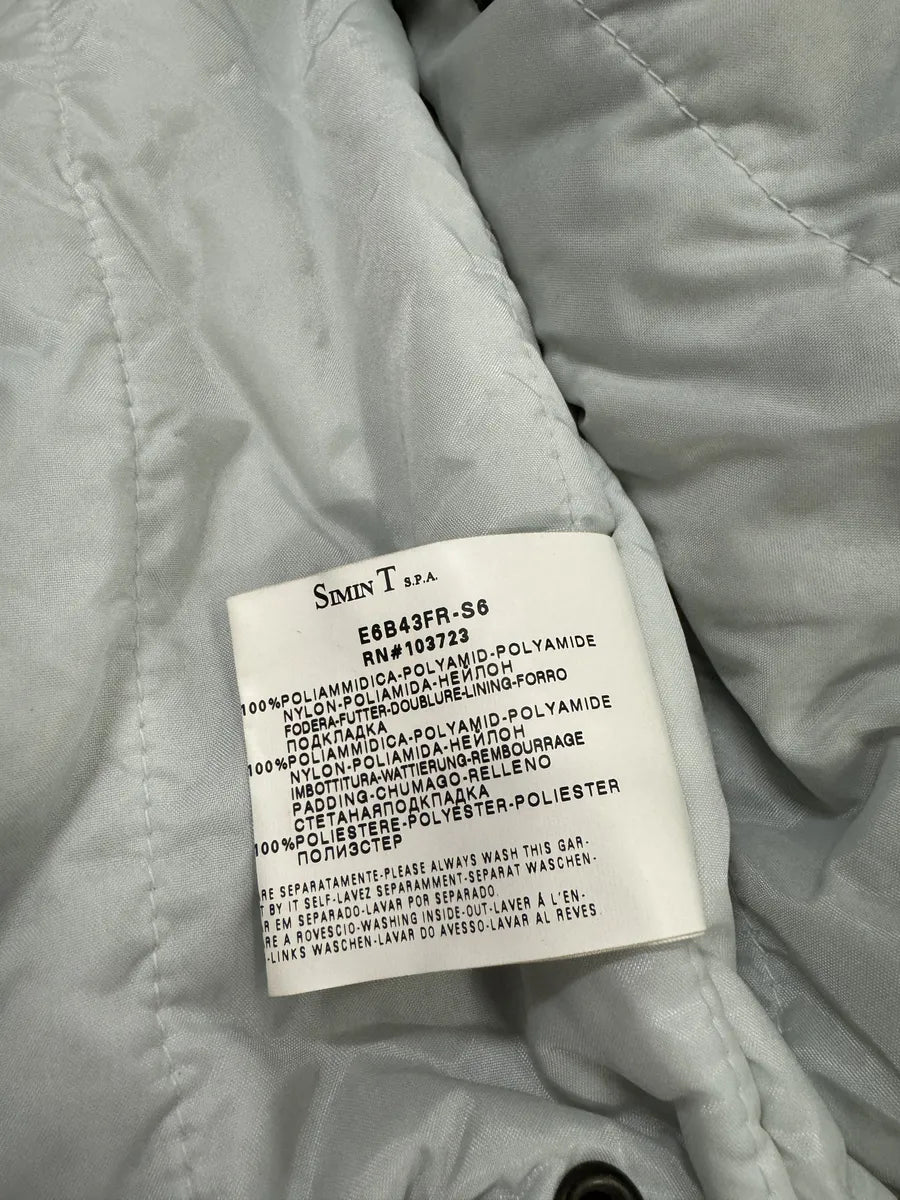 SIMINT S.P.A.
E6B43FR-S6
RN#103723
100%POLIAMMIDICA-POLYAMID-POLYAMIDE
NYLON-POLIAMIDA-НЕЙЛОН
FODERA-FUTTER-DOUBLURE-LINING-FORRO
ПОДКЛАДКА
100%POLIAMMIDICA-POLYAMID-POLYAMIDE
NYLON-POLIAMIDA-НЕЙЛОН
IMBOTTITURA-WATTIERUNG-REMBOURRAGE
PADDING-CHUMAGO-RELLENO
СТЕТАНАЯПОДКЛАДКА
100%POLIESTERE-POLYESTER-POLIESTER
ПОЛИЭСТЕР
RE SEPARATAMENTE-PLEASE ALWAYS WASH THIS GAR-
T BY IT SELF-LAVEZ SEPARAMMENT-SEPARAT WASCHEN-
R EM SEPARADO-LAVAR POR SEPARADO.
RE A ROVESCIO-WASHING INSIDE-OUT-LAVER Á L'EN-
-LINKS WASCHEN-LAVAR DO AVESSO-LAVAR AL REVES